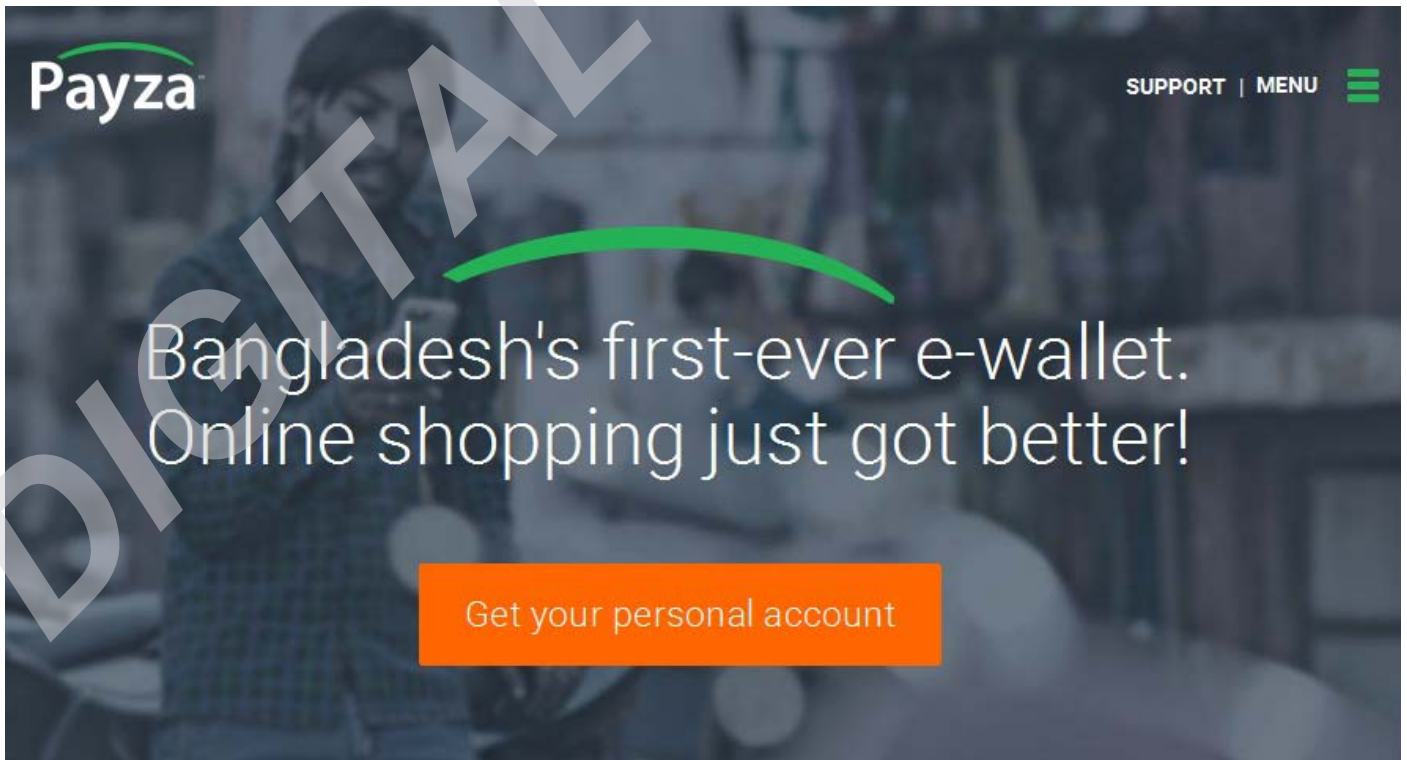 Payza
SUPPORT | MENU
Bangladesh's first-ever e-wallet.
Online shopping just got better!
Get your personal account
DIGITAL